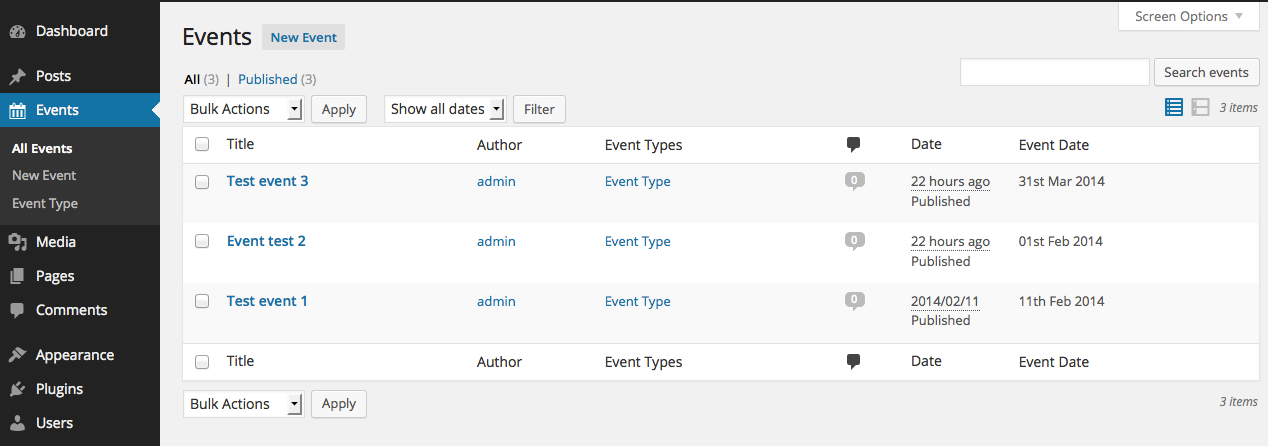 Screen Options
Dashboard
Posts
Events
All Events
New Event
Event Type
Media
Pages
Comments
Appearance
Plugins
Users
Events New Event
All (3) | Published (3)
Search events
Bulk Actions Apply Show all dates Filter
3 items
Title Author Event Types Date Event Date
Test event 3 admin Event Type 0 22 hours ago 31st Mar 2014
Published
Event test 2 admin Event Type 0 22 hours ago 01st Feb 2014
Published
Test event 1 admin Event Type 0 2014/02/11 11th Feb 2014
Published
Title Author Event Types Date Event Date
Bulk Actions Apply
3 items